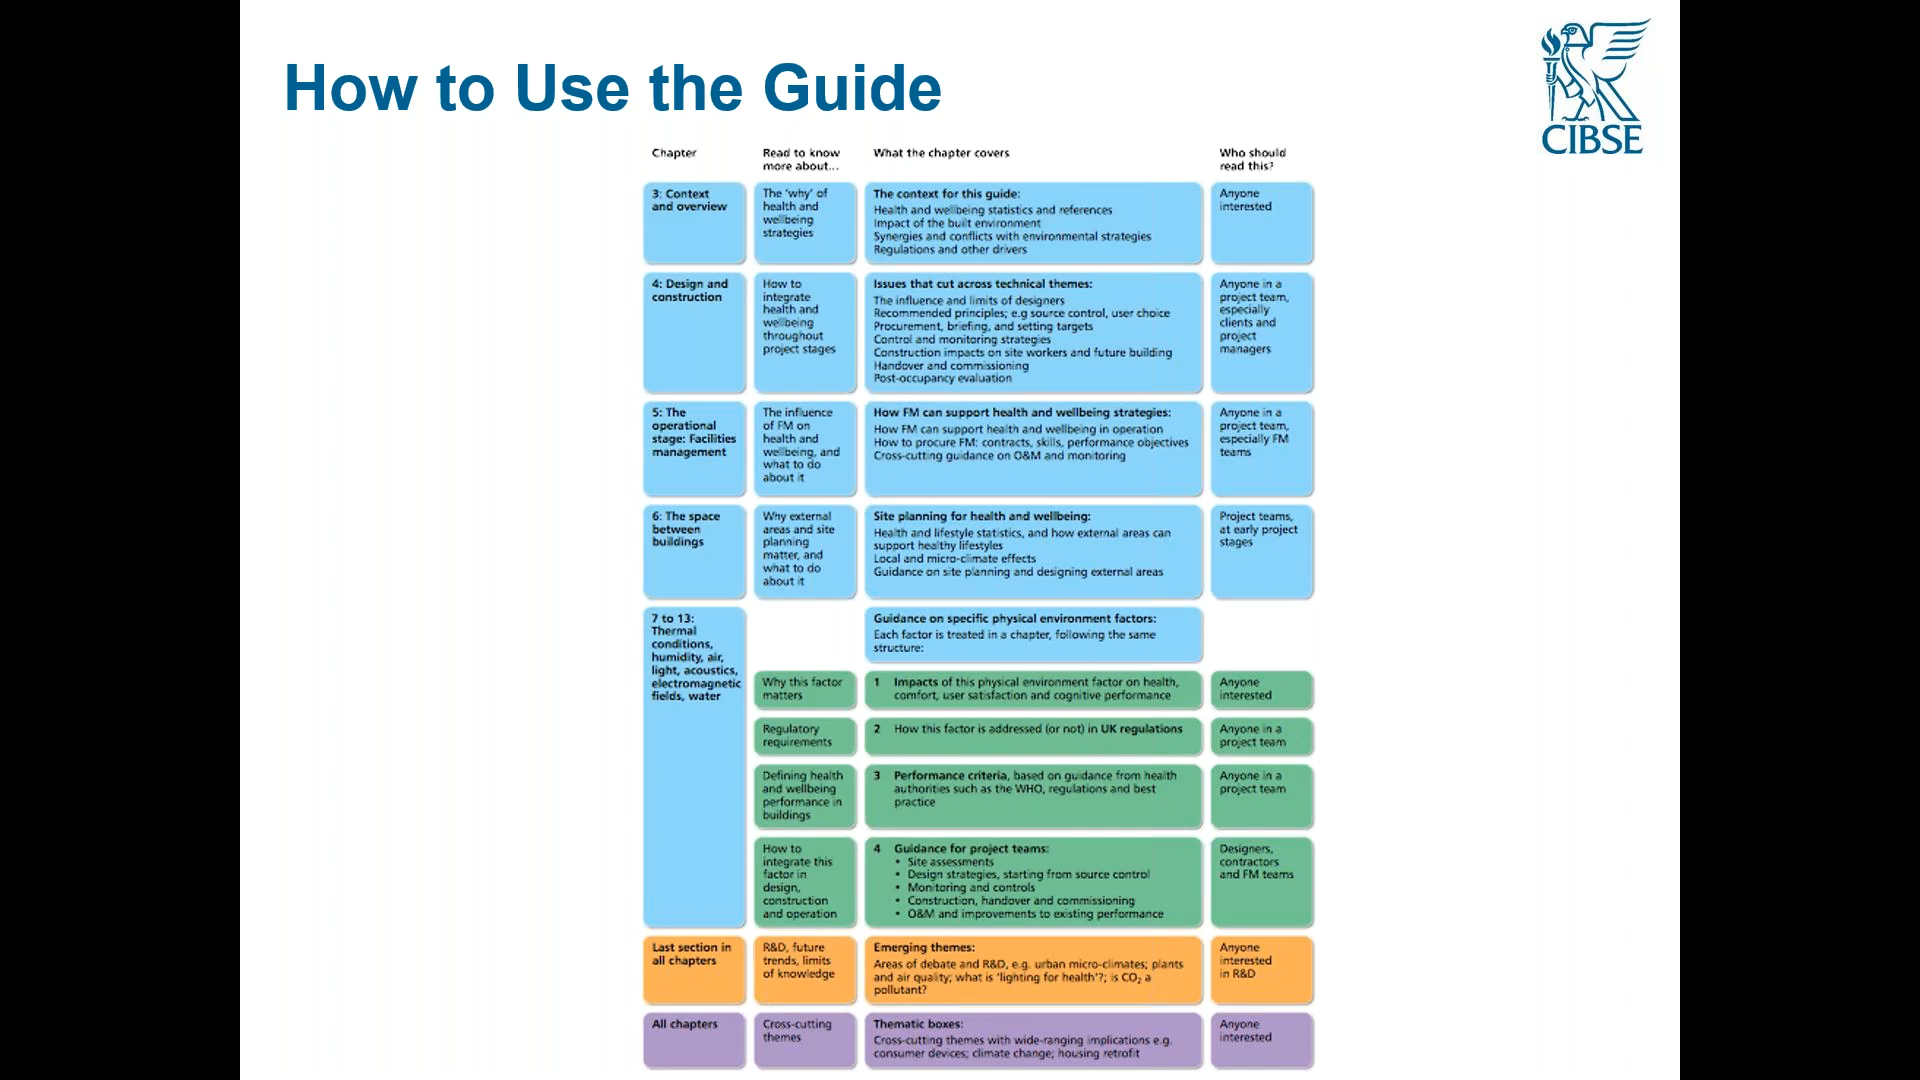 How to Use the Guide
CIBSE
Chapter
Read to know
more about...
What the chapter covers
Who should
read this?
3: Context
and overview
The 'why' of
health and
wellbeing
strategies
The context for this guide:
Health and wellbeing statistics and references
Impact of the built environment
Synergies and conflicts with environmental strategies
Regulations and other drivers
Anyone
interested
4: Design and
construction
How to
integrate
health and
wellbeing
throughout
project stages
Issues that cut across technical themes:
The influence and limits of designers
Recommended principles; e.g source control, user choice
Procurement, briefing, and setting targets
Control and monitoring strategies
Construction impacts on site workers and future building
Handover and commissioning
Post-occupancy evaluation
Anyone in a
project team,
especially
clients and
project
managers
5: The
operational
stage: Facilities
management
The influence
of FM on
health and
wellbeing, and
what to do
about it
How FM can support health and wellbeing strategies:
How FM can support health and wellbeing in operation
How to procure FM: contracts, skills, performance objectives
Cross-cutting guidance on O&M and monitoring
Anyone in a
project team,
especially FM
teams
6: The space
between
buildings
Why external
areas and site
planning
matter, and
what to do
about it
Site planning for health and wellbeing:
Health and lifestyle statistics, and how external areas can
support healthy lifestyles
Local and micro-climate effects
Guidance on site planning and designing external areas
Project teams,
at early project
stages
7 to 13:
Thermal
conditions,
humidity, air,
light, acoustics,
electromagnetic
fields, water
Guidance on specific physical environment factors:
Each factor is treated in a chapter, following the same
structure:
Why this factor
matters
1 Impacts of this physical environment factor on health,
comfort, user satisfaction and cognitive performance
Anyone
interested
Regulatory
requirements
2 How this factor is addressed (or not) in UK regulations
Anyone in a
project team
Defining health
and wellbeing
performance in
buildings
3 Performance criteria, based on guidance from health
authorities such as the WHO, regulations and best
practice
Anyone in a
project team
How to
integrate this
factor in
design,
construction
and operation
4 Guidance for project teams:
• Site assessments
• Design strategies, starting from source control
• Monitoring and controls
• Construction, handover and commissioning
• O&M and improvements to existing performance
Designers,
contractors
and FM teams
Last section in
all chapters
R&D, future
trends, limits
of knowledge
Emerging themes:
Areas of debate and R&D, e.g. urban micro-climates; plants
and air quality; what is 'lighting for health'?; is CO₂ a
pollutant?
Anyone
interested
in R&D
All chapters
Cross-cutting
themes
Thematic boxes:
Cross-cutting themes with wide-ranging implications e.g.
consumer devices; climate change; housing retrofit
Anyone
interested